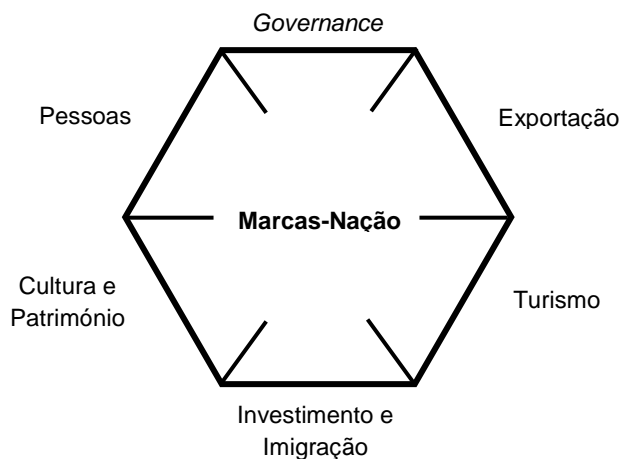 Governance
Pessoas
Exportação
Marcas-Nação
Cultura e
Património
Turismo
Investimento e
Imigração